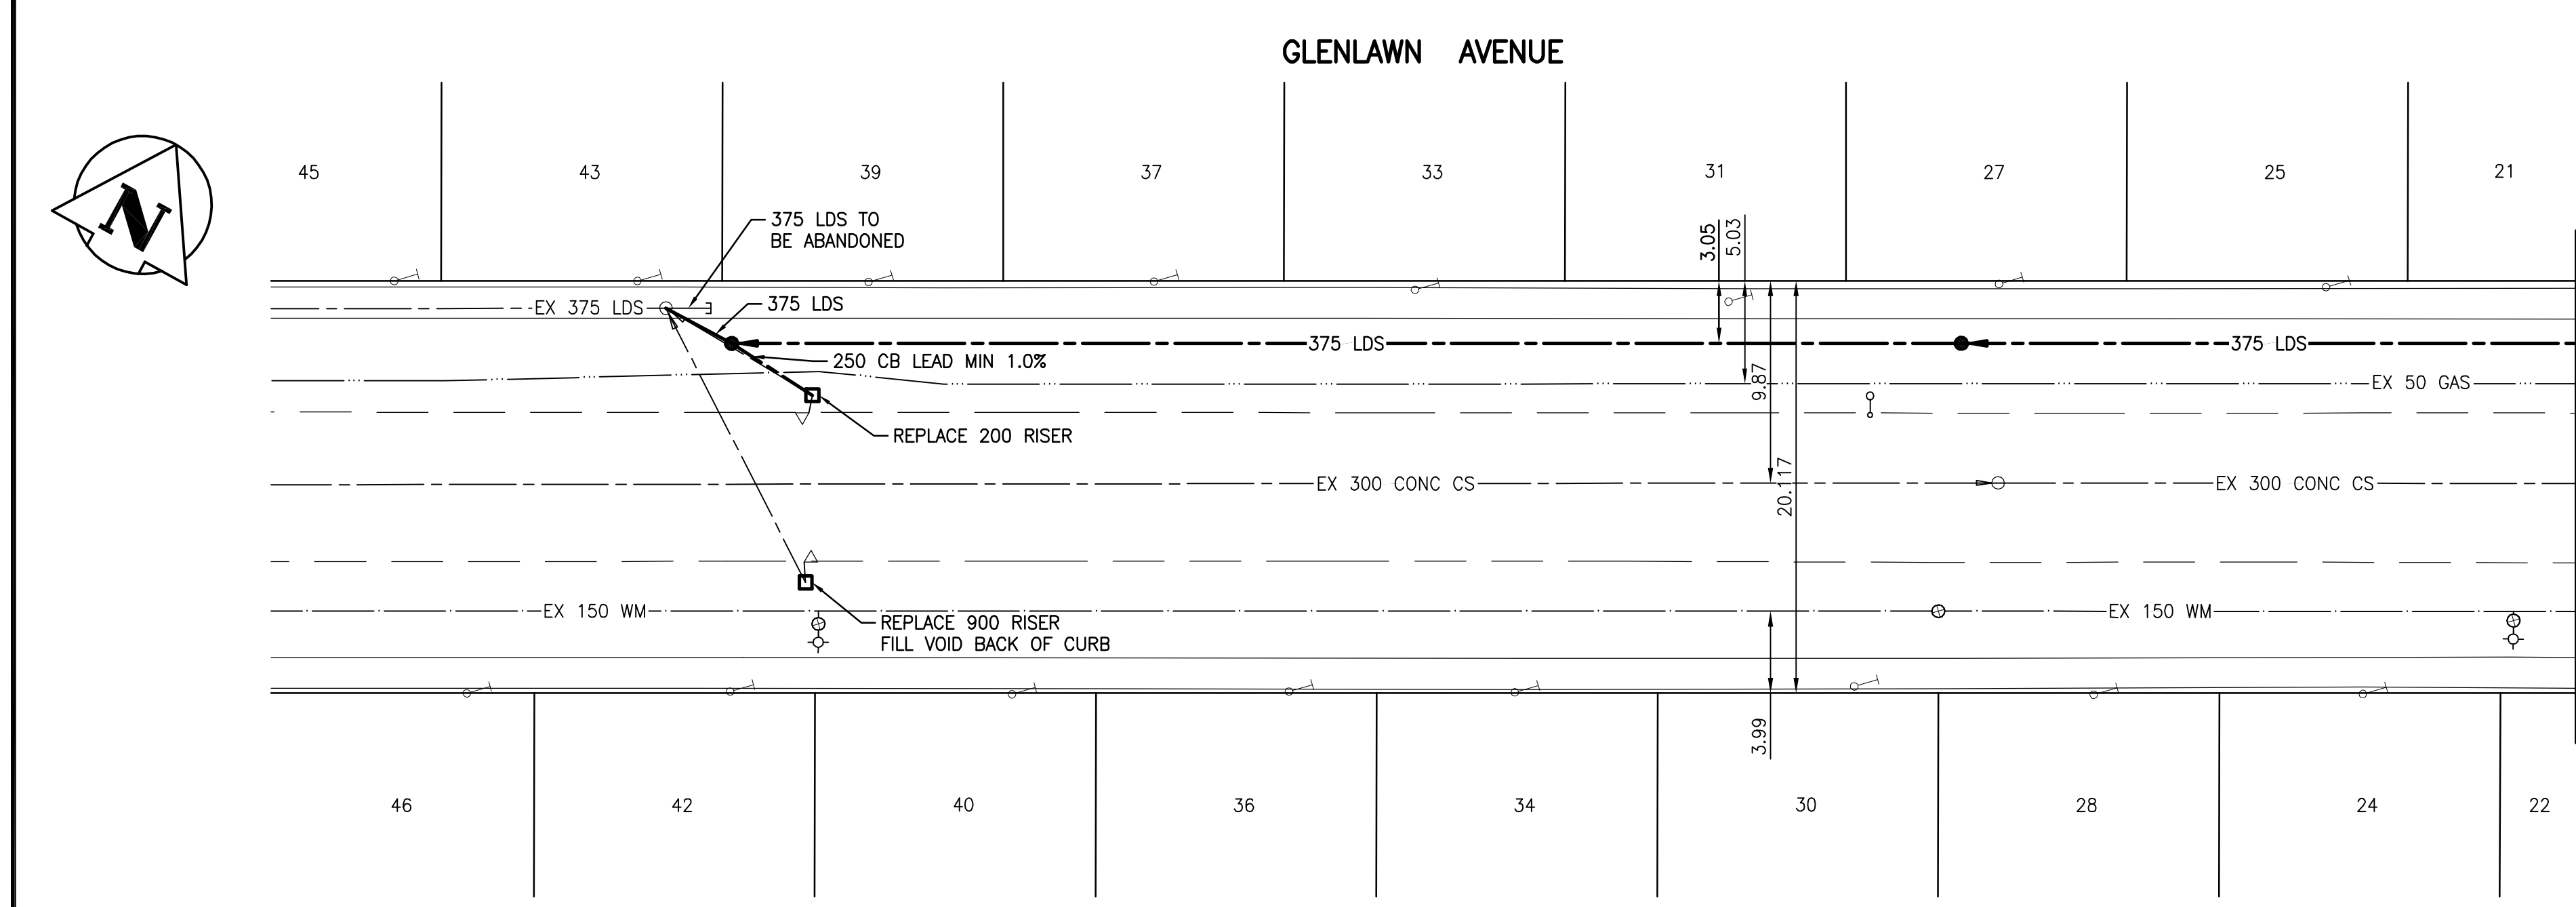 GLENLAWN AVENUE
45 43 39 37 33 31 27 25 21
N
375 LDS TO
BE ABANDONED
3.05
5.03
EX 375 LDS
375 LDS
375 LDS
375 LDS
250 CB LEAD MIN 1.0%
9.87
EX 50 GAS
REPLACE 200 RISER
20.117
EX 300 CONC CS
EX 300 CONC CS
EX 150 WM
EX 150 WM
REPLACE 900 RISER
FILL VOID BACK OF CURB
3.99
46 42 40 36 34 30 28 24 22